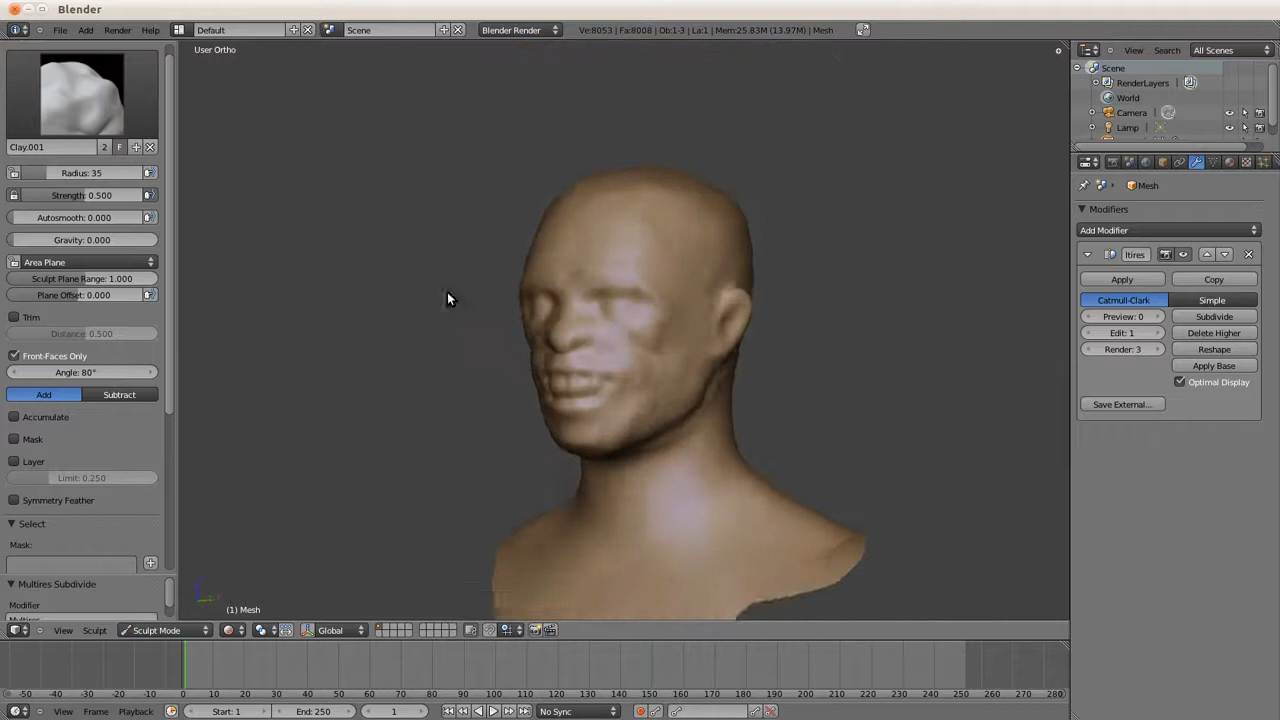 Blender
File Add Render Help Default Scene Blender Render Ve:8053 | Fa:8008 | Ob:1-3 | La:1 | Mem:25.83M (13.97M) | Mesh
User Ortho
View Search All Scenes
Scene
RenderLayers
World
Camera
Lamp
Clay.001 2 F
Radius: 35
Strength: 0.500
Autosmooth: 0.000
Gravity: 0.000
Area Plane
Sculpt Plane Range: 1.000
Plane Offset: 0.000
Trim
Distance: 0.500
Front-Faces Only
Angle: 80°
Add Subtract
Accumulate
Mask
Layer
Limit: 0.250
Symmetry Feather
Select
Mask:
Multires Subdivide
Modifier
Mesh
Modifiers
Add Modifier
ltires
Apply Copy
Catmull-Clark Simple
Preview: 0 Subdivide
Edit: 1 Delete Higher
Render: 3 Reshape
Apply Base
Optimal Display
Save External...
(1) Mesh
View Sculpt Sculpt Mode Global
-50 -40 -30 -20 -10 0 10 20 30 40 50 60 70 80 90 100 110 120 130 140 150 160 170 180 190 200 210 220 230 240 250 260 270 280
View Frame Playback Start: 1 End: 250 1 No Sync